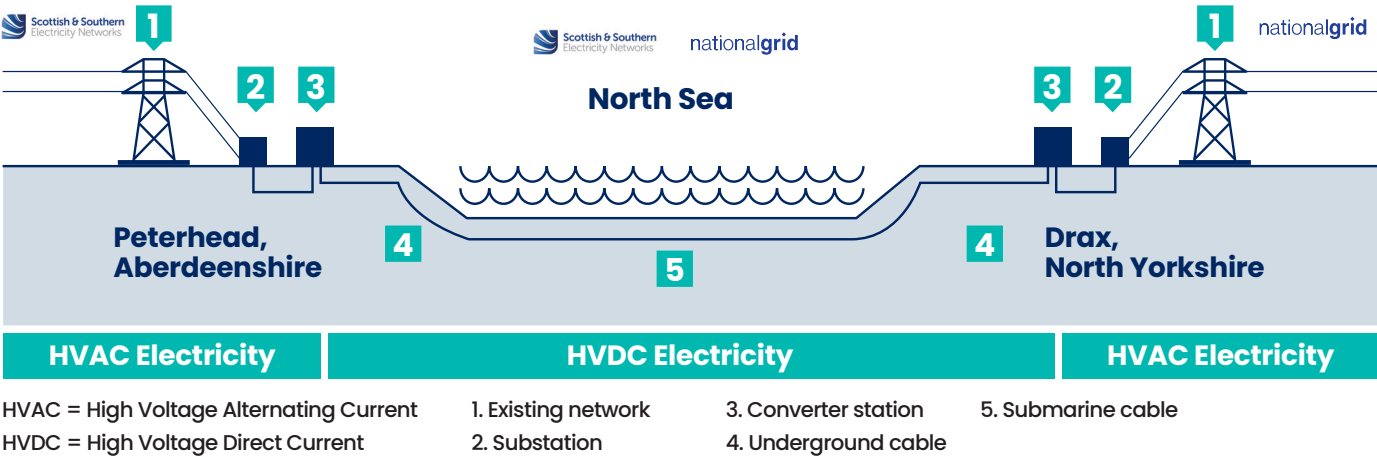 Scottish & Southern
Electricity Networks
1
Scottish & Southern
Electricity Networks
nationalgrid
1
nationalgrid
2
3
North Sea
3
2
Peterhead,
Aberdeenshire
4
5
4
Drax,
North Yorkshire
HVAC Electricity
HVDC Electricity
HVAC Electricity
HVAC = High Voltage Alternating Current
HVDC = High Voltage Direct Current
1. Existing network
2. Substation
3. Converter station
4. Underground cable
5. Submarine cable